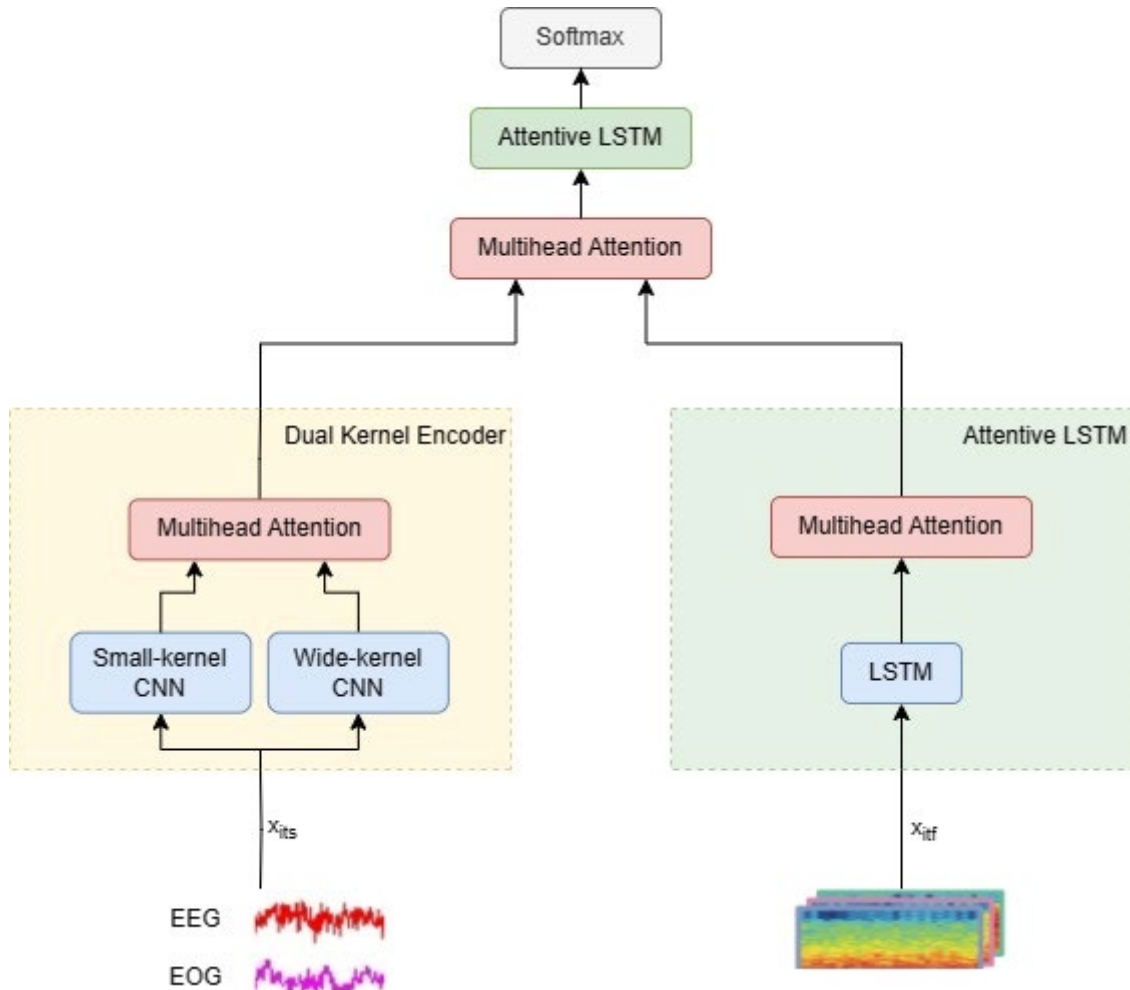 Softmax
Attentive LSTM
Multihead Attention
Dual Kernel Encoder
Attentive LSTM
Multihead Attention
Multihead Attention
Small-kernel
CNN
Wide-kernel
CNN
LSTM
x_its
x_itf
EEG
EOG